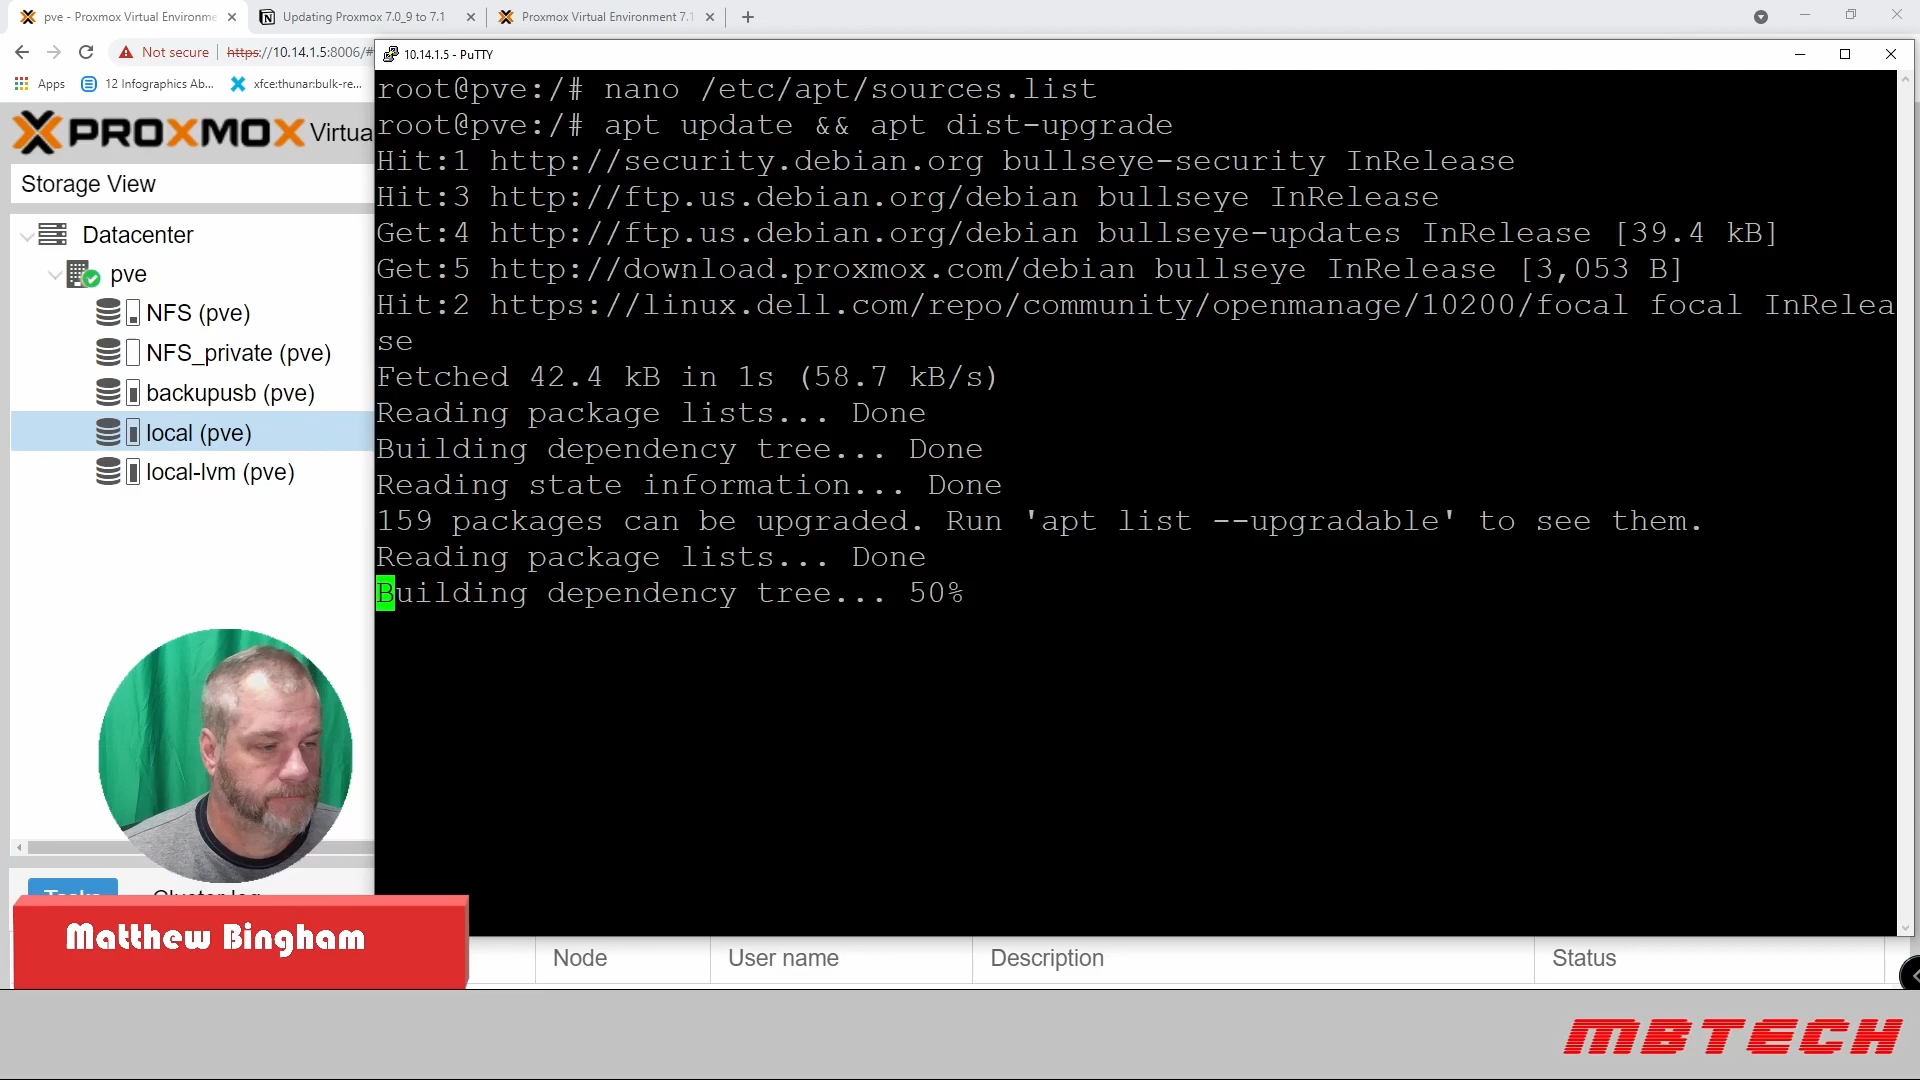 pve - Proxmox Virtual Environme
Updating Proxmox 7.0_9 to 7.1
Proxmox Virtual Environment 7.1
Not secure
https://10.14.1.5:8006/#
Apps
12 Infographics Ab...
xfce:thunar:bulk-re...
PROXMOX Virtua
Storage View
Datacenter
pve
NFS (pve)
NFS_private (pve)
backupusb (pve)
local (pve)
local-lvm (pve)
10.14.1.5 - PuTTY
root@pve:/# nano /etc/apt/sources.list
root@pve:/# apt update && apt dist-upgrade
Hit:1 http://security.debian.org bullseye-security InRelease
Hit:3 http://ftp.us.debian.org/debian bullseye InRelease
Get:4 http://ftp.us.debian.org/debian bullseye-updates InRelease [39.4 kB]
Get:5 http://download.proxmox.com/debian bullseye InRelease [3,053 B]
Hit:2 https://linux.dell.com/repo/community/openmanage/10200/focal focal InRelea
se
Fetched 42.4 kB in 1s (58.7 kB/s)
Reading package lists... Done
Building dependency tree... Done
Reading state information... Done
159 packages can be upgraded. Run 'apt list --upgradable' to see them.
Reading package lists... Done
Building dependency tree... 50%
Tasks
Cluster log
Matthew Bingham
Node
User name
Description
Status
MBTECH